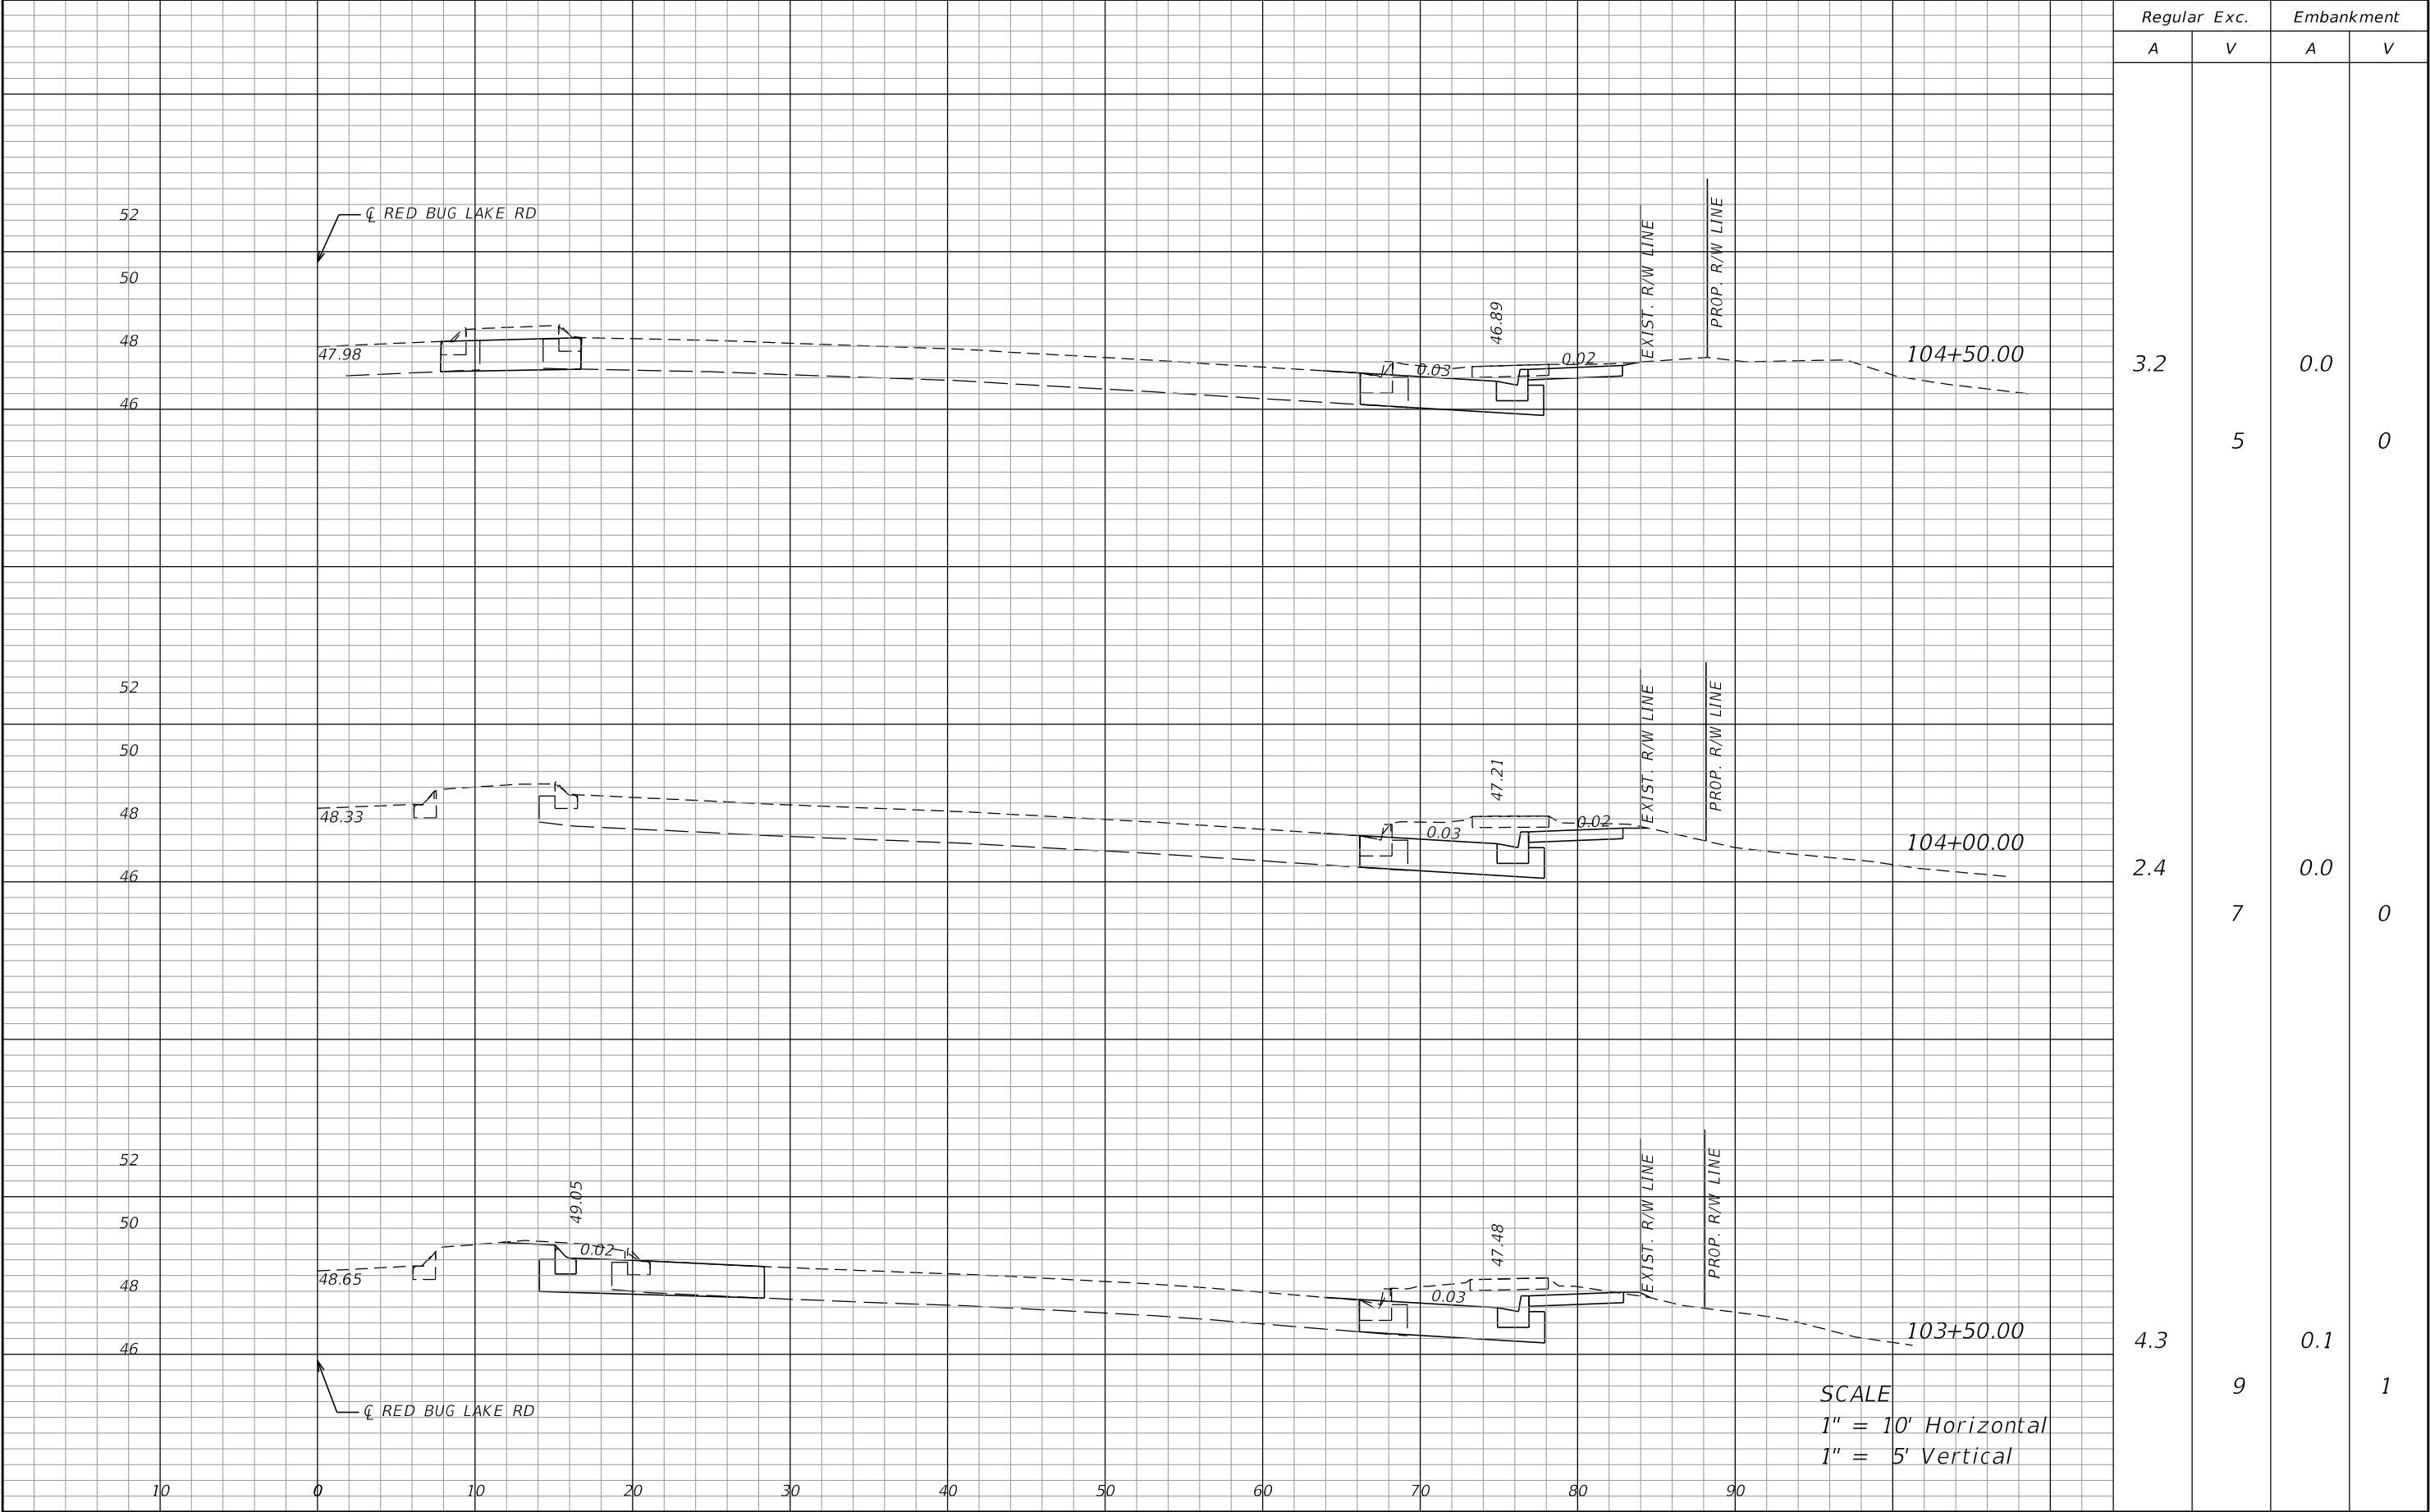 Regular Exc. Embankment
A V A V
52
℄ RED BUG LAKE RD
EXIST. R/W LINE
PROP. R/W LINE
50
46.89
48
47.98
0.03
0.02
104+50.00
3.2
0.0
46
5
0
52
EXIST. R/W LINE
PROP. R/W LINE
50
47.21
48
48.33
0.03
0.02
104+00.00
46
2.4
0.0
7
0
52
EXIST. R/W LINE
PROP. R/W LINE
49.05
50
47.48
0.02
48
48.65
0.03
103+50.00
46
4.3
0.1
9
1
℄ RED BUG LAKE RD
SCALE
1" = 10' Horizontal
1" = 5' Vertical
10 0 10 20 30 40 50 60 70 80 90